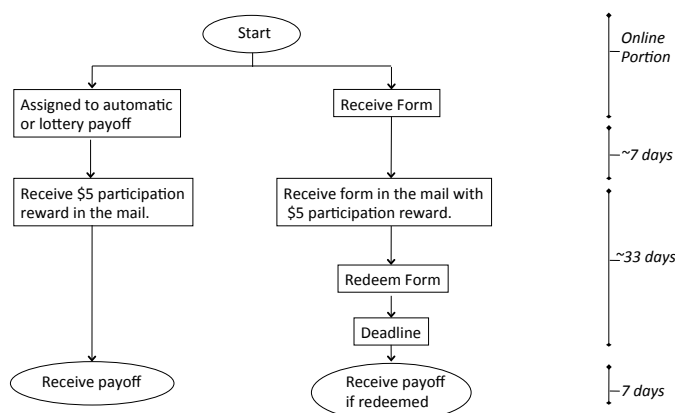 Start
Online
Portion
Assigned to automatic
or lottery payoff
Receive Form
~7 days
Receive $5 participation
reward in the mail.
Receive form in the mail with
$5 participation reward.
~33 days
Redeem Form
Deadline
Receive payoff
Receive payoff
if redeemed
7 days